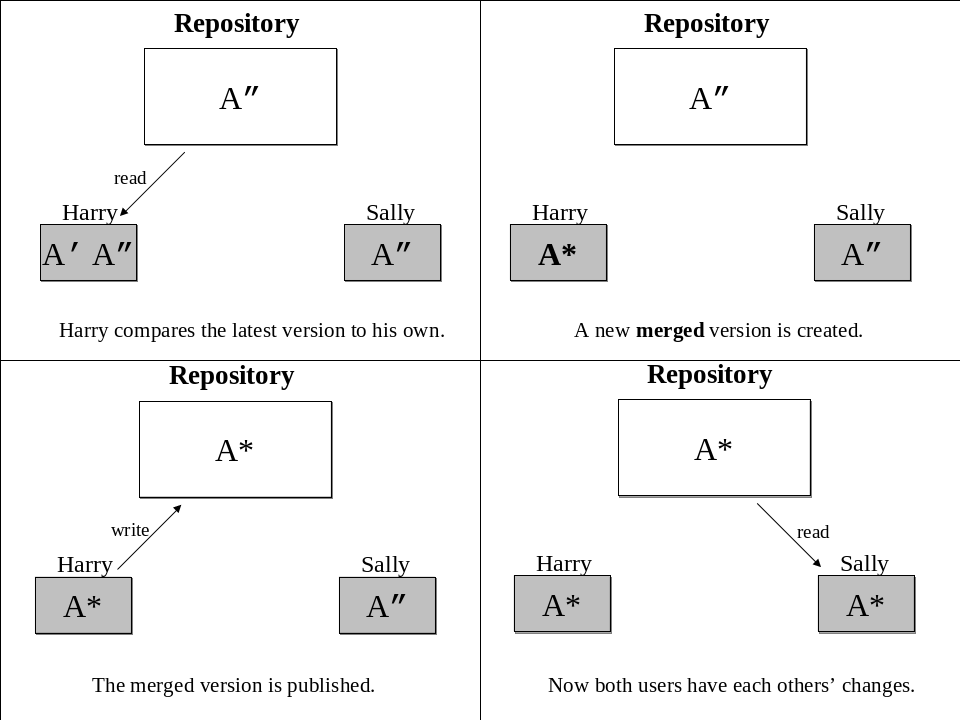 Repository
A″
read
Harry
Sally
A′ A″
A″
Harry compares the latest version to his own.
Repository
A″
Harry
Sally
A*
A″
A new merged version is created.
Repository
A*
write
Harry
Sally
A*
A″
The merged version is published.
Repository
A*
read
Harry
Sally
A*
A*
Now both users have each others’ changes.